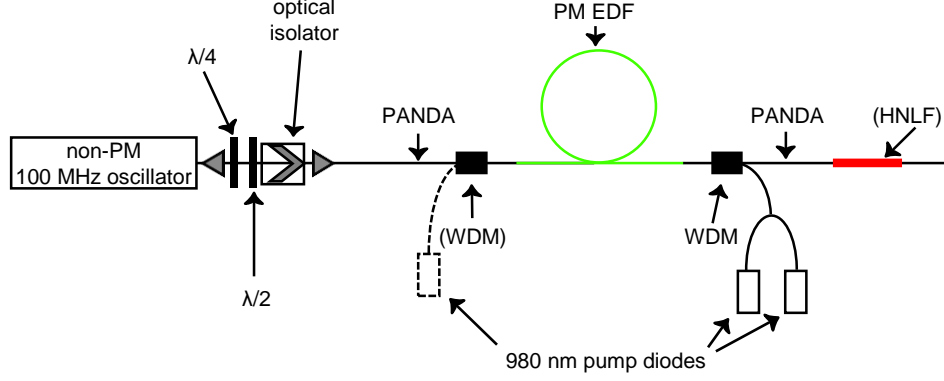 optical
isolator
PM EDF
λ/4
PANDA
PANDA
(HNLF)
non-PM
100 MHz oscillator
(WDM)
WDM
λ/2
980 nm pump diodes